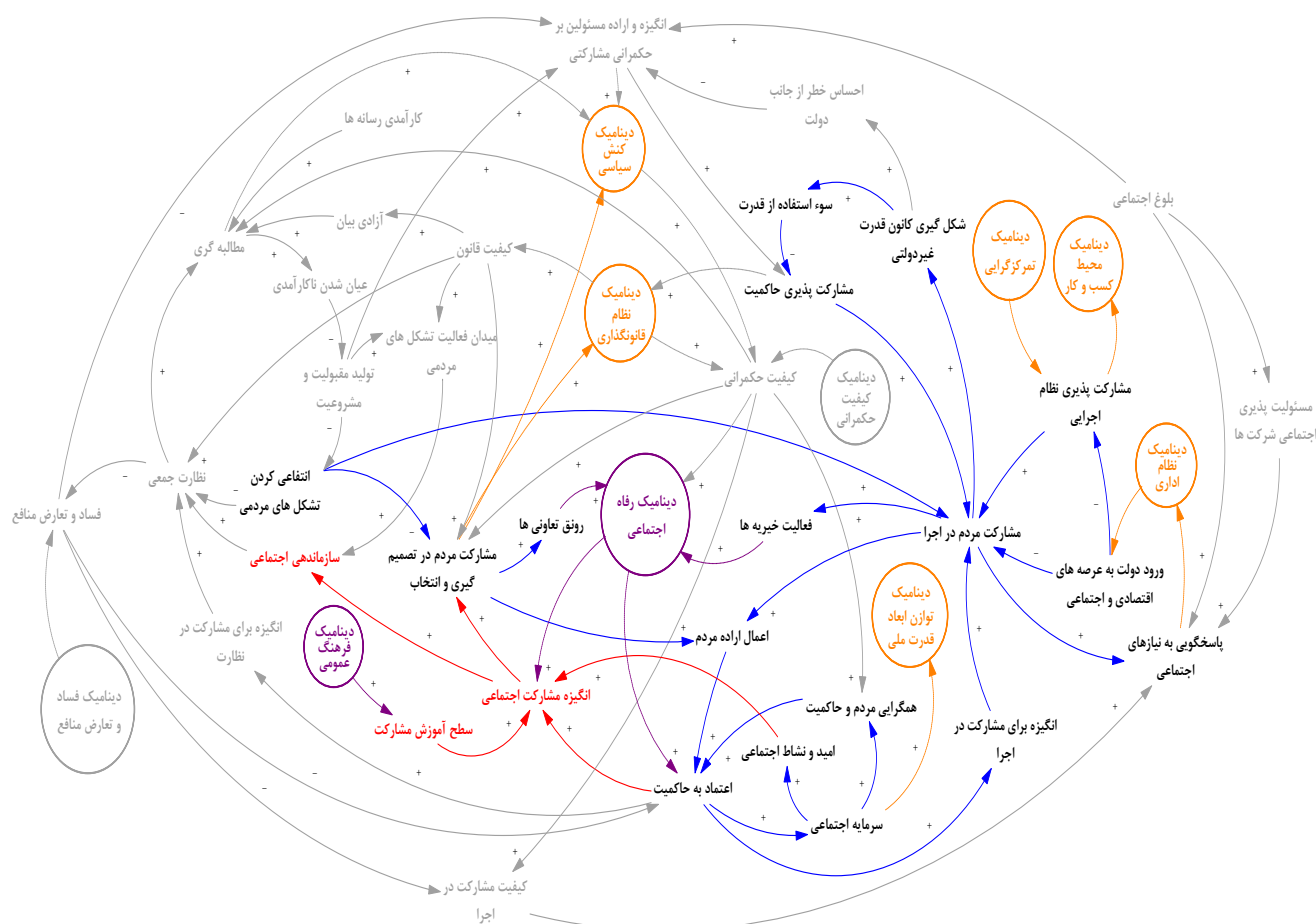 انگیزه و اراده مسئولین بر
حکمرانی مشارکتی
احساس خطر از جانب
دولت
کارآمدی رسانه ها
دینامیک
کنش
سیاسی
بلوغ اجتماعی
سوء استفاده از قدرت
شکل گیری کانون قدرت
غیردولتی
دینامیک
تمرکزگرایی
دینامیک
محیط
کسب و کار
آزادی بیان
مطالبه گری
کیفیت قانون
عیان شدن ناکارآمدی
مشارکت پذیری حاکمیت
دینامیک
نظام
قانونگذاری
میدان فعالیت تشکل های
مردمی
تولید مقبولیت و
مشروعیت
کیفیت حکمرانی
دینامیک
کیفیت
حکمرانی
مشارکت پذیری نظام
اجرایی
مسئولیت پذیری
اجتماعی شرکت ها
دینامیک
نظام
اداری
انتفاعی کردن
تشکل های مردمی
نظارت جمعی
فساد و تعارض منافع
دینامیک رفاه
اجتماعی
رونق تعاونی ها
فعالیت خیریه ها
مشارکت مردم در اجرا
مشارکت مردم در تصمیم
گیری و انتخاب
سازماندهی اجتماعی
ورود دولت به عرصه های
اقتصادی و اجتماعی
دینامیک
توازن ابعاد
قدرت ملی
انگیزه برای مشارکت در
نظارت
دینامیک
فرهنگ
عمومی
اعمال اراده مردم
پاسخگویی به نیازهای
اجتماعی
دینامیک فساد
و تعارض منافع
انگیزه مشارکت اجتماعی
همگرایی مردم و حاکمیت
سطح آموزش مشارکت
امید و نشاط اجتماعی
انگیزه برای مشارکت در
اجرا
اعتماد به حاکمیت
سرمایه اجتماعی
کیفیت مشارکت در
اجرا